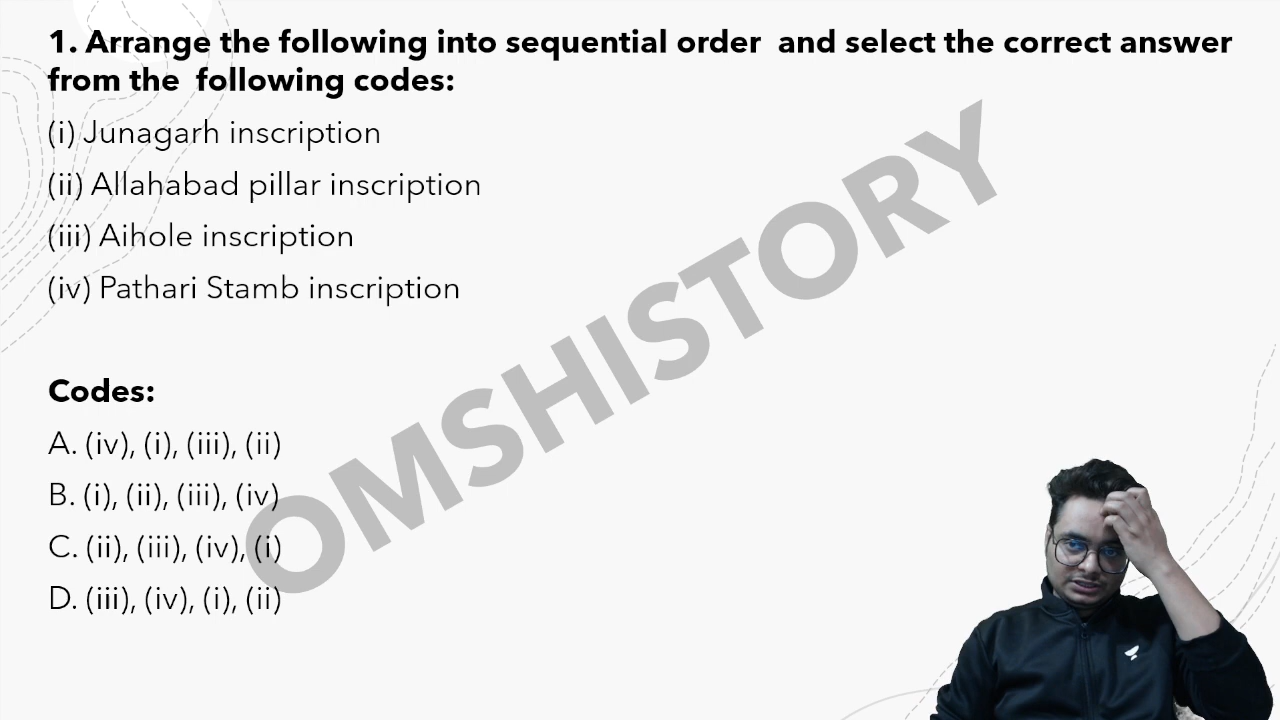 1. Arrange the following into sequential order and select the correct answer
from the following codes:
(i) Junagarh inscription
(ii) Allahabad pillar inscription
(iii) Aihole inscription
(iv) Pathari Stamb inscription
OMSHISTORY
Codes:
A. (iv), (i), (iii), (ii)
B. (i), (ii), (iii), (iv)
C. (ii), (iii), (iv), (i)
D. (iii), (iv), (i), (ii)